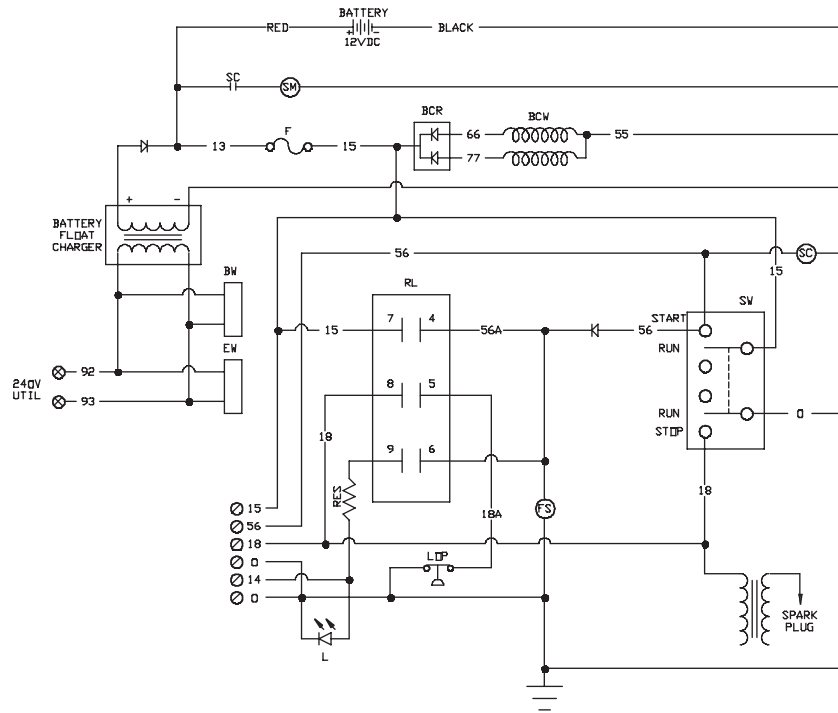 BATTERY
RED + - BLACK
12VDC
SC
SM
BCR
BCW
F
66
55
13
15
77
+ -
BATTERY
FLOAT
CHARGER
56
SC
BW
RL
15
SW
START
7 4
15
56A
56
RUN
EW
92
8 5
240V
UTIL
93
RUN
0
18
STOP
9 6
RES
18
15
FS
18A
56
18
LOP
0
14
0
SPARK
PLUG
L